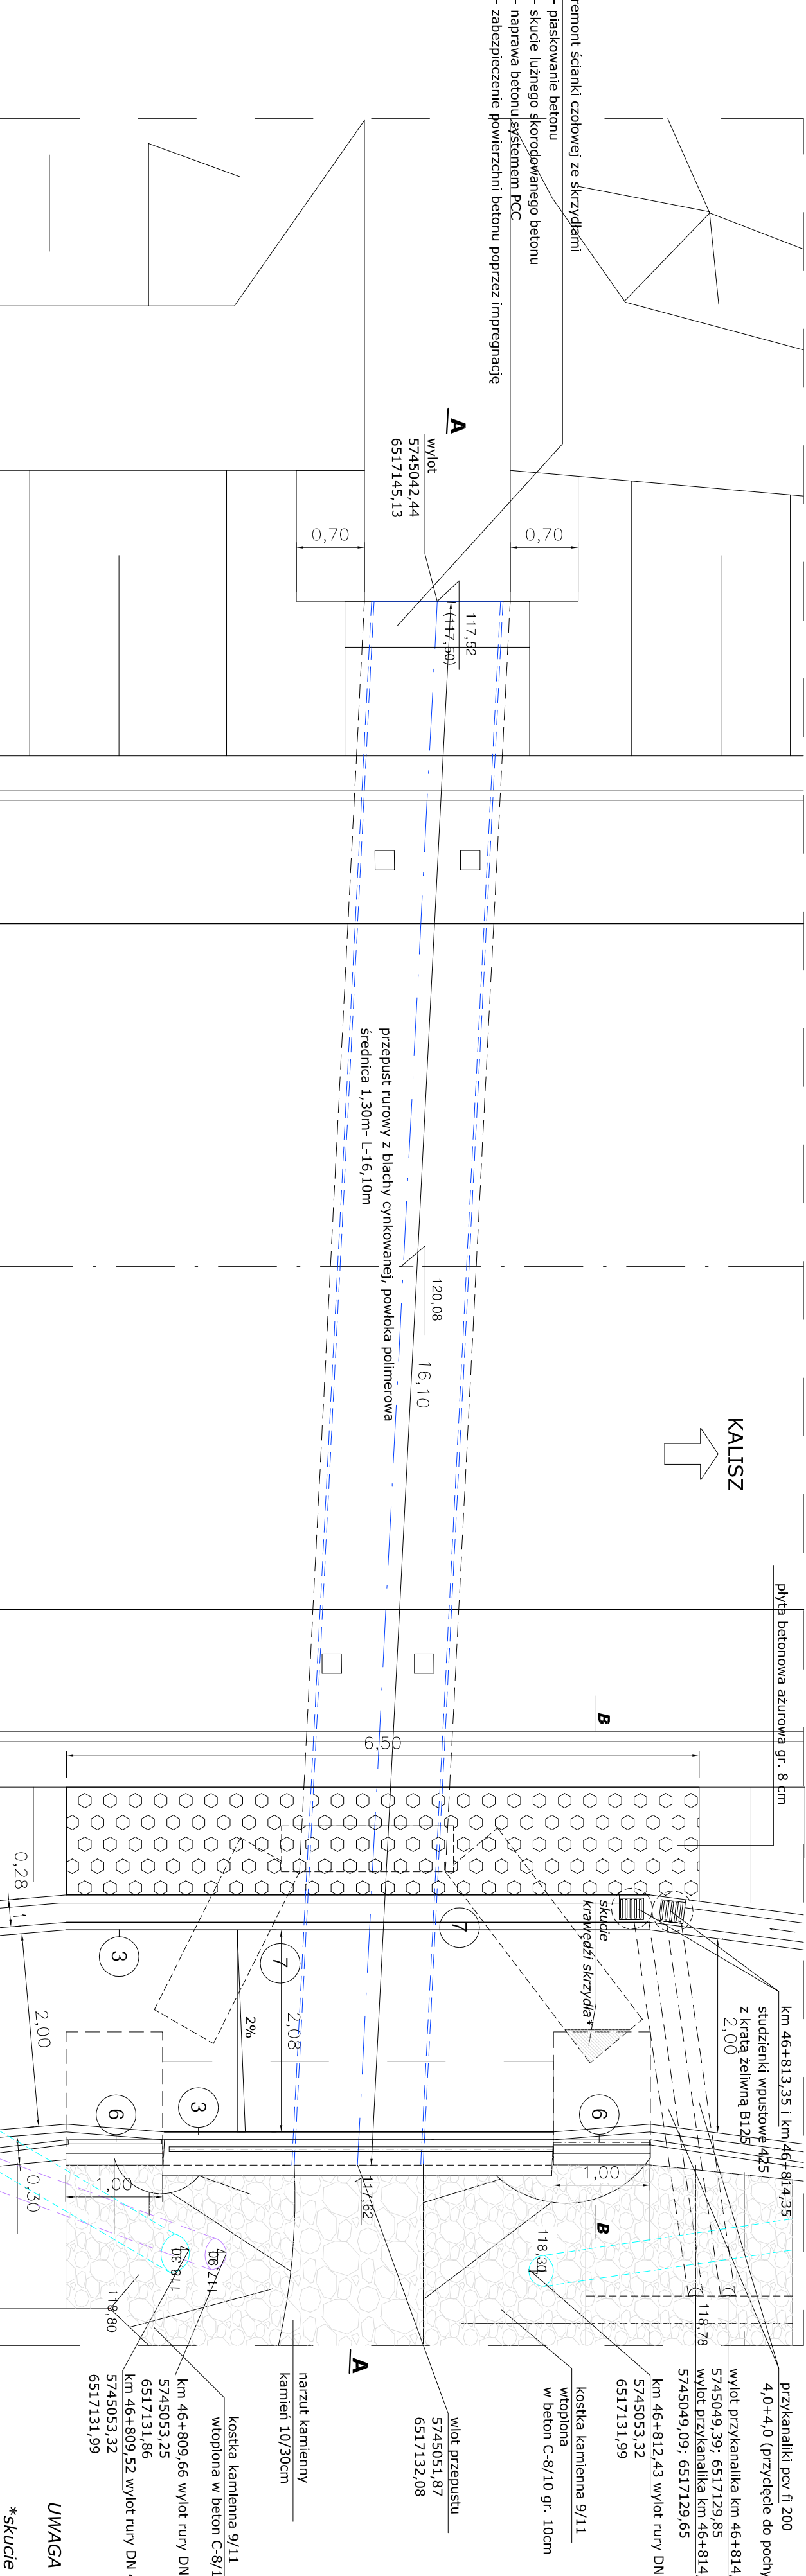 remont ścianki czołowej ze skrzydłami
- piaskowanie betonu
- skucie luźnego skorodowanego betonu
- naprawa betonu systemem PCC
- zabezpieczenie powierzchni betonu poprzez impregnację
A
wylot
5745042,44
6517145,13
0,70
0,70
117,52
(117,50)
przepust rurowy z blachy cynkowanej, powłoka polimerowa
średnica 1,30m- L-16,10m
120,08
16,10
KALISZ
płyta betonowa ażurowa gr. 8 cm
B
6,50
0,28
3
7
7
skucie
krawędzi skrzydła*
2,00
2%
2,08
2,00
km 46+813,35 i km 46+814,35
studzienki wpustowe 425
z kratą żeliwną B125
6
3
6
0,30
1,00
1,00
117,62
B
118,30
117,90
118,30
118,80
118,78
A
przykanaliki pcv fi 200
4,0+4,0 (przycięcie do pochy
wylot przykanalika km 46+814
5745049,39; 6517129,85
wylot przykanalika km 46+814
5745049,09; 6517129,65
km 46+812,43 wylot rury DN
5745053,32
6517131,99
kostka kamienna 9/11
wtopiona
w beton C-8/10 gr. 10cm
wlot przepustu
5745051,87
6517132,08
narzut kamienny
kamień 10/30cm
kostka kamienna 9/11
wtopiona w beton C-8/1
km 46+809,66 wylot rury DN
5745053,25
6517131,86
km 46+809,52 wylot rury DN
5745053,32
6517131,99
UWAGA
*skucie